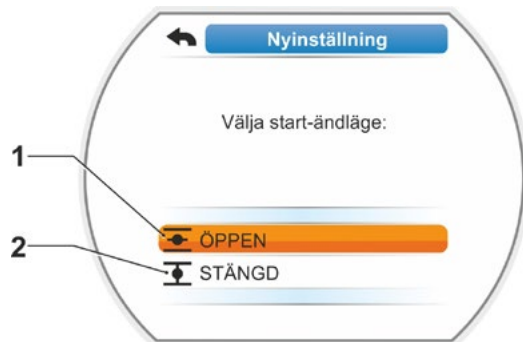 Nyinställning
Välja start-ändläge:
1
ÖPPEN
2
STÄNGD